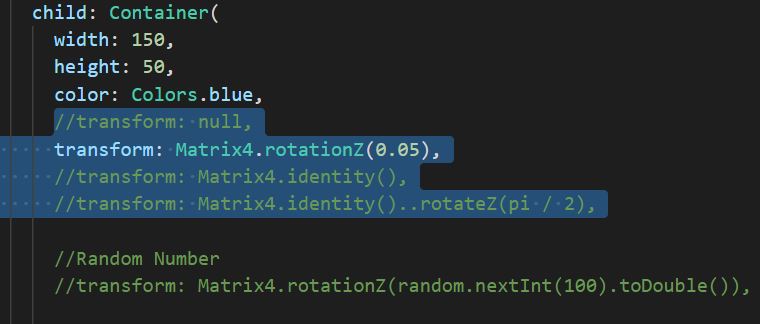 child: Container(
width: 150,
height: 50,
color: Colors.blue,
//transform: null,
transform: Matrix4.rotationZ(0.05),
//transform: Matrix4.identity(),
//transform: Matrix4.identity()..rotateZ(pi / 2),
//Random Number
//transform: Matrix4.rotationZ(random.nextInt(100).toDouble()),